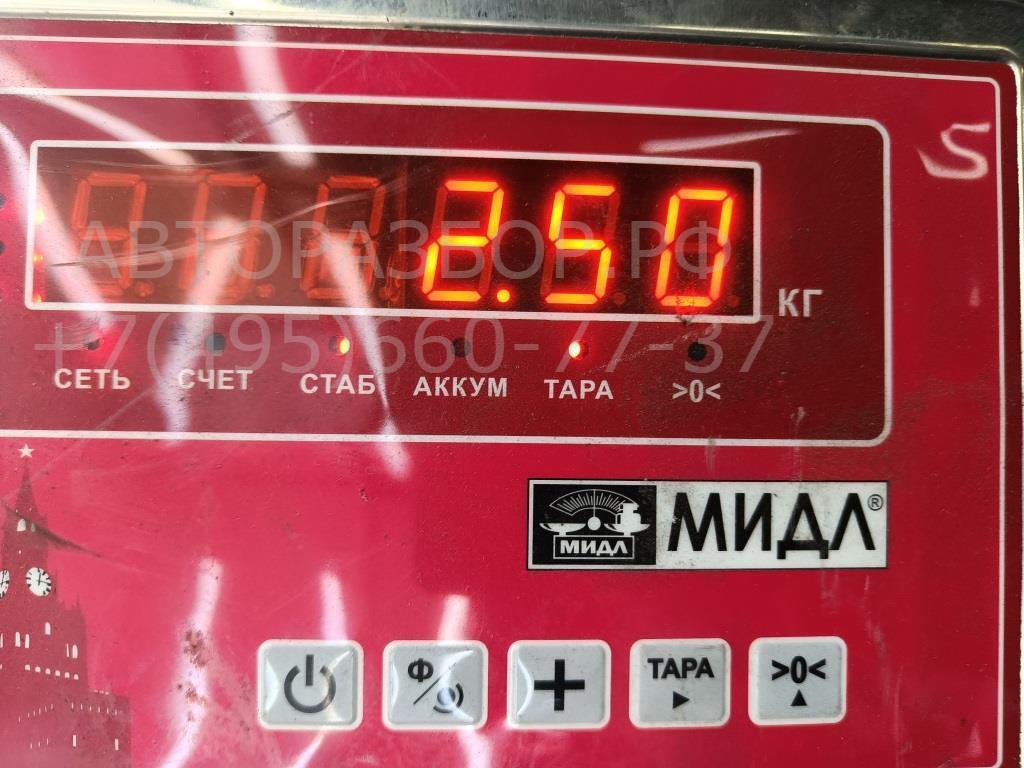 2.50
КГ
АВТОРАЗБОР.РФ
+7(495)660-77-37
СЕТЬ СЧЕТ СТАБ АККУМ ТАРА >0<
МИДЛ МИДЛ®
Ф ТАРА >0<